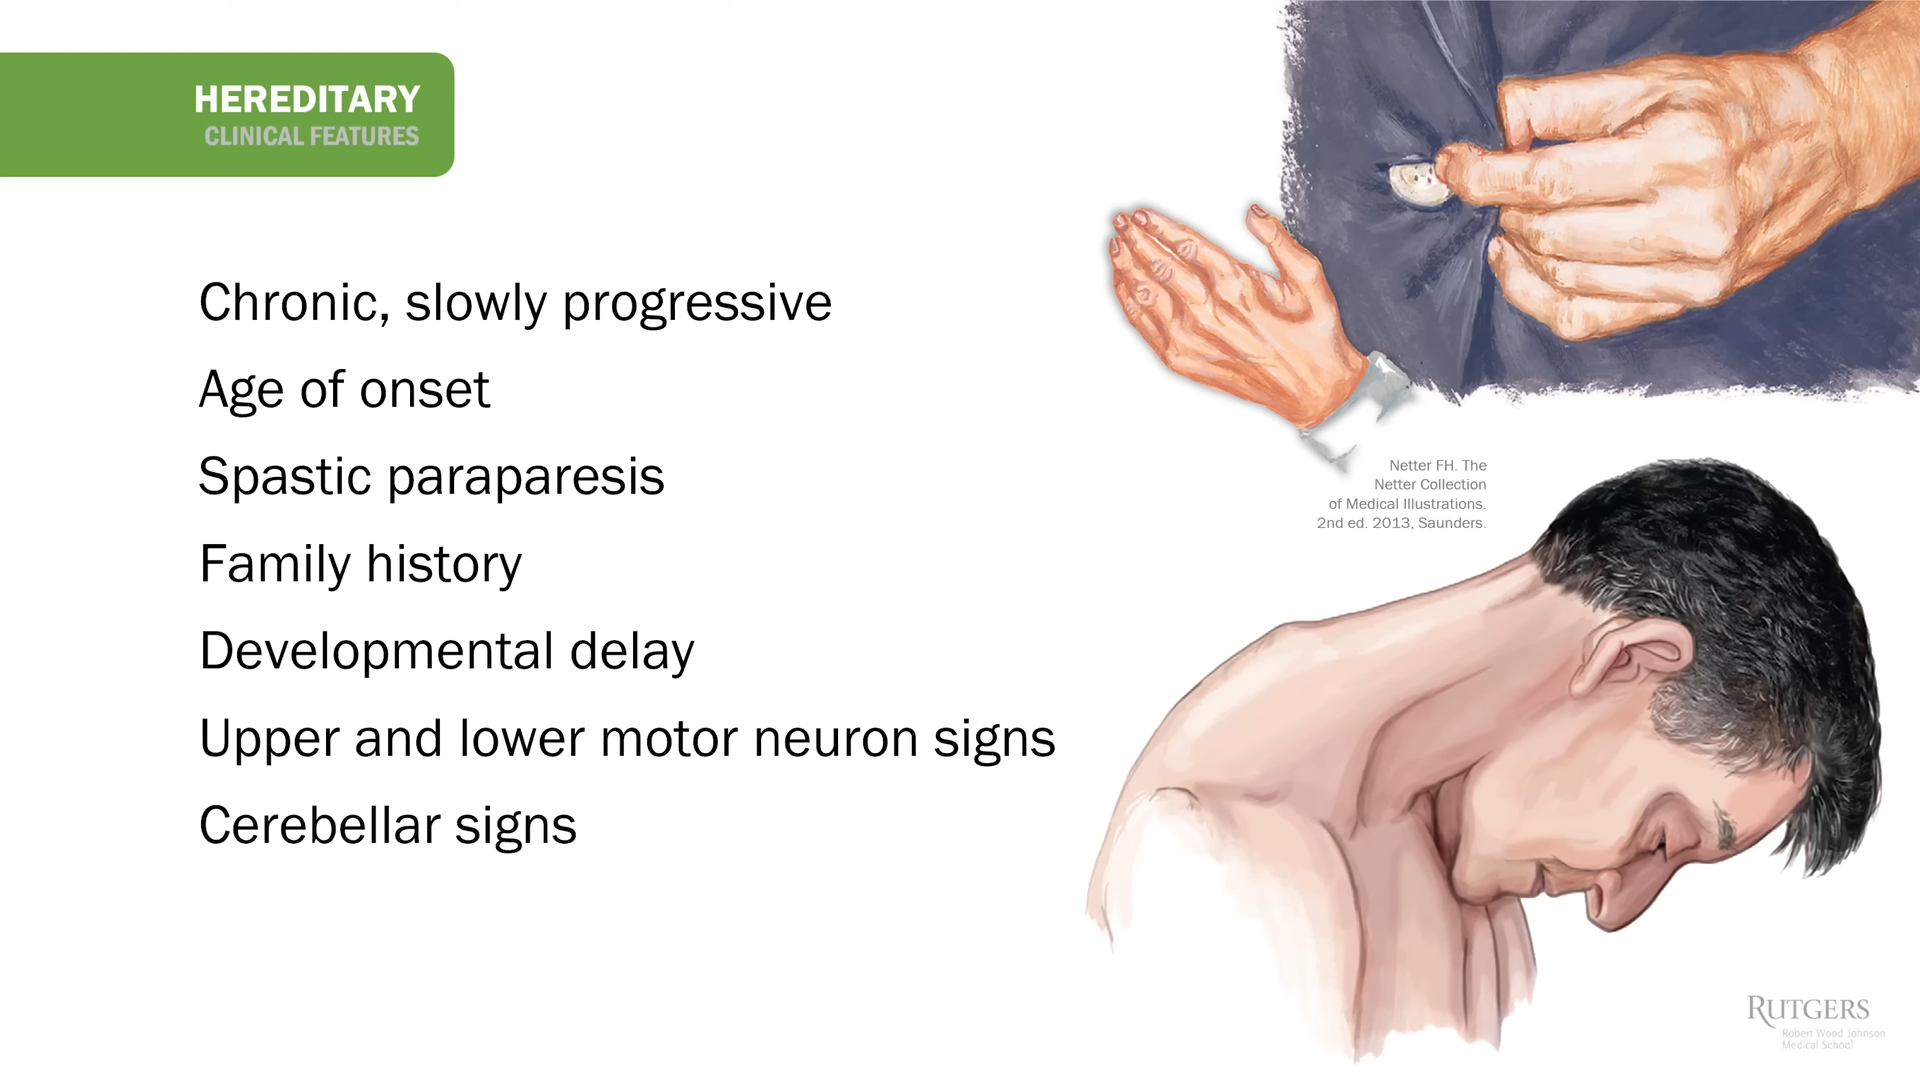 HEREDITARY
CLINICAL FEATURES
Chronic, slowly progressive
Age of onset
Spastic paraparesis
Family history
Developmental delay
Upper and lower motor neuron signs
Cerebellar signs
Netter FH. The
Netter Collection
of Medical Illustrations.
2nd ed. 2013, Saunders.
RUTGERS
Robert Wood Johnson
Medical School